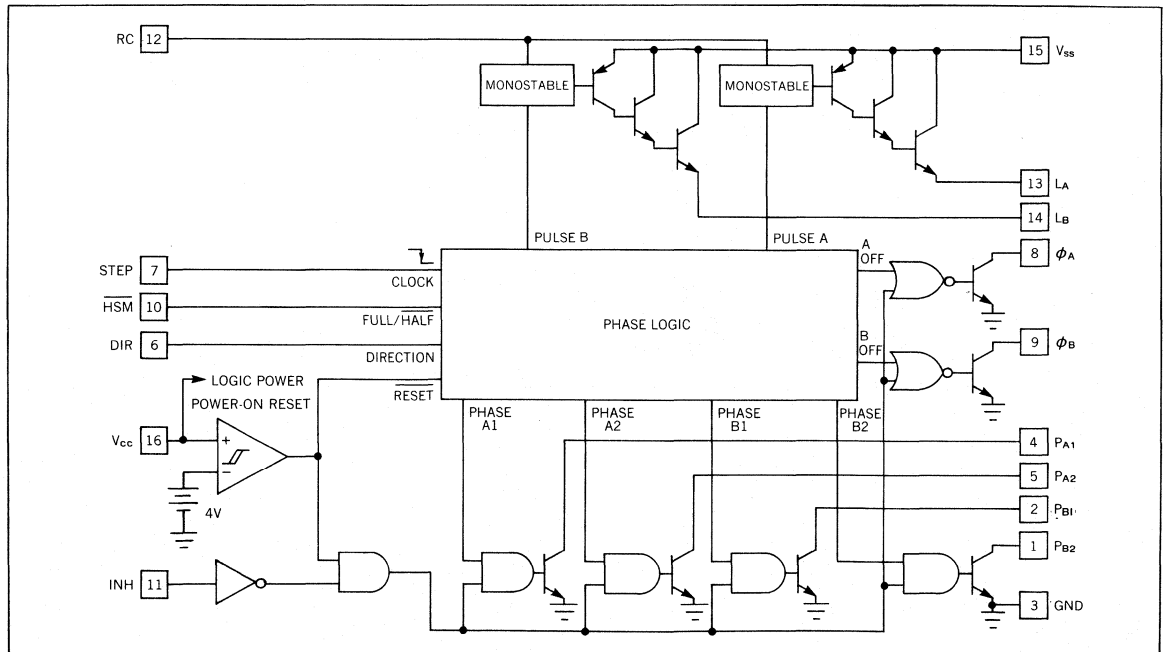 RC 12
15 Vss
MONOSTABLE
MONOSTABLE
13 LA
14 LB
PULSE B
PULSE A
STEP 7
CLOCK
A OFF
8 ϕA
HSM 10
FULL/HALF
PHASE LOGIC
DIR 6
DIRECTION
B OFF
9 ϕB
LOGIC POWER
POWER-ON RESET
RESET
Vcc 16
+
−
4V
PHASE A1
PHASE A2
PHASE B1
PHASE B2
4 PA1
5 PA2
2 PB1
1 PB2
INH 11
3 GND